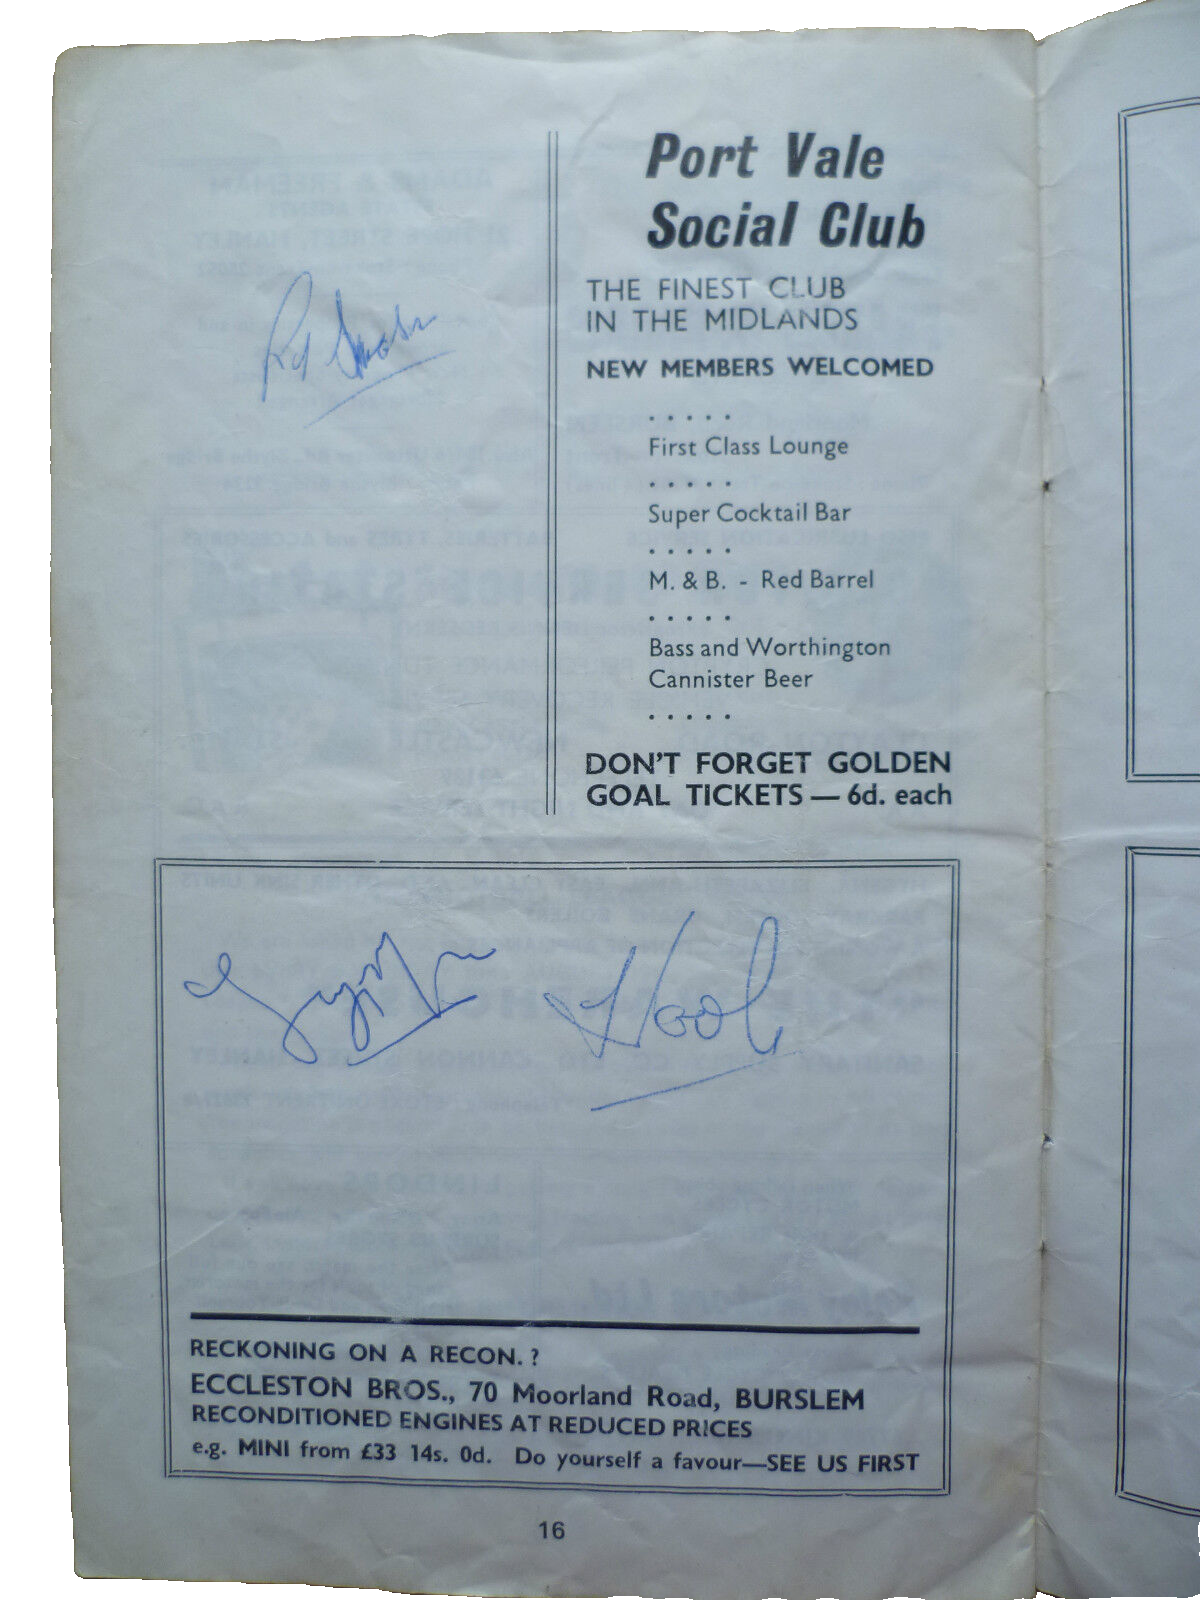 Port Vale
Social Club
THE FINEST CLUB
IN THE MIDLANDS
NEW MEMBERS WELCOMED
. . . . .
First Class Lounge
. . . . .
Super Cocktail Bar
. . . . .
M. & B. - Red Barrel
. . . . .
Bass and Worthington
Cannister Beer
. . . . .
DON'T FORGET GOLDEN
GOAL TICKETS — 6d. each
RECKONING ON A RECON. ?
ECCLESTON BROS., 70 Moorland Road, BURSLEM
RECONDITIONED ENGINES AT REDUCED PRICES
e.g. MINI from £33 14s. 0d. Do yourself a favour—SEE US FIRST
16